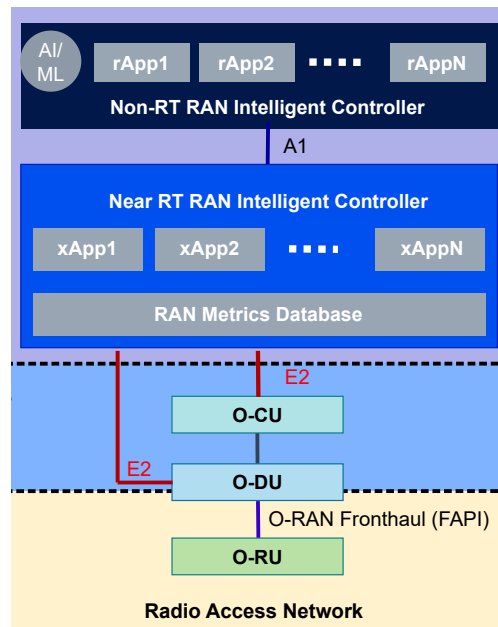 AI/
ML
rApp1 rApp2 rAppN
Non-RT RAN Intelligent Controller
A1
Near RT RAN Intelligent Controller
xApp1 xApp2 xAppN
RAN Metrics Database
E2
O-CU
E2
O-DU
O-RAN Fronthaul (FAPI)
O-RU
Radio Access Network